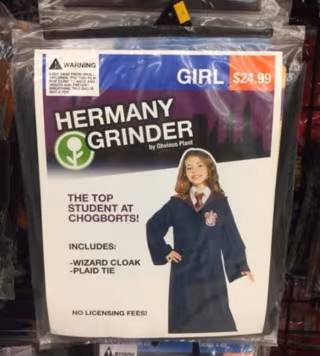 WARNING
GIRL $24.99
HERMANY
GRINDER
by Obvious Plant
THE TOP
STUDENT AT
CHOGBORTS!
INCLUDES:
-WIZARD CLOAK
-PLAID TIE
NO LICENSING FEES!